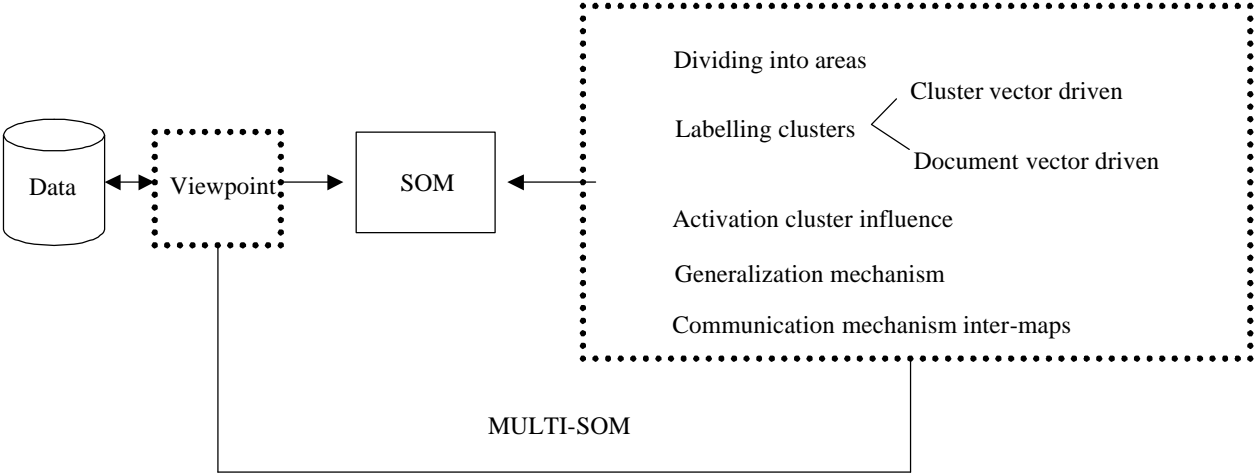 Dividing into areas
Cluster vector driven
Labelling clusters
Document vector driven
Data
Viewpoint
SOM
Activation cluster influence
Generalization mechanism
Communication mechanism inter-maps
MULTI-SOM